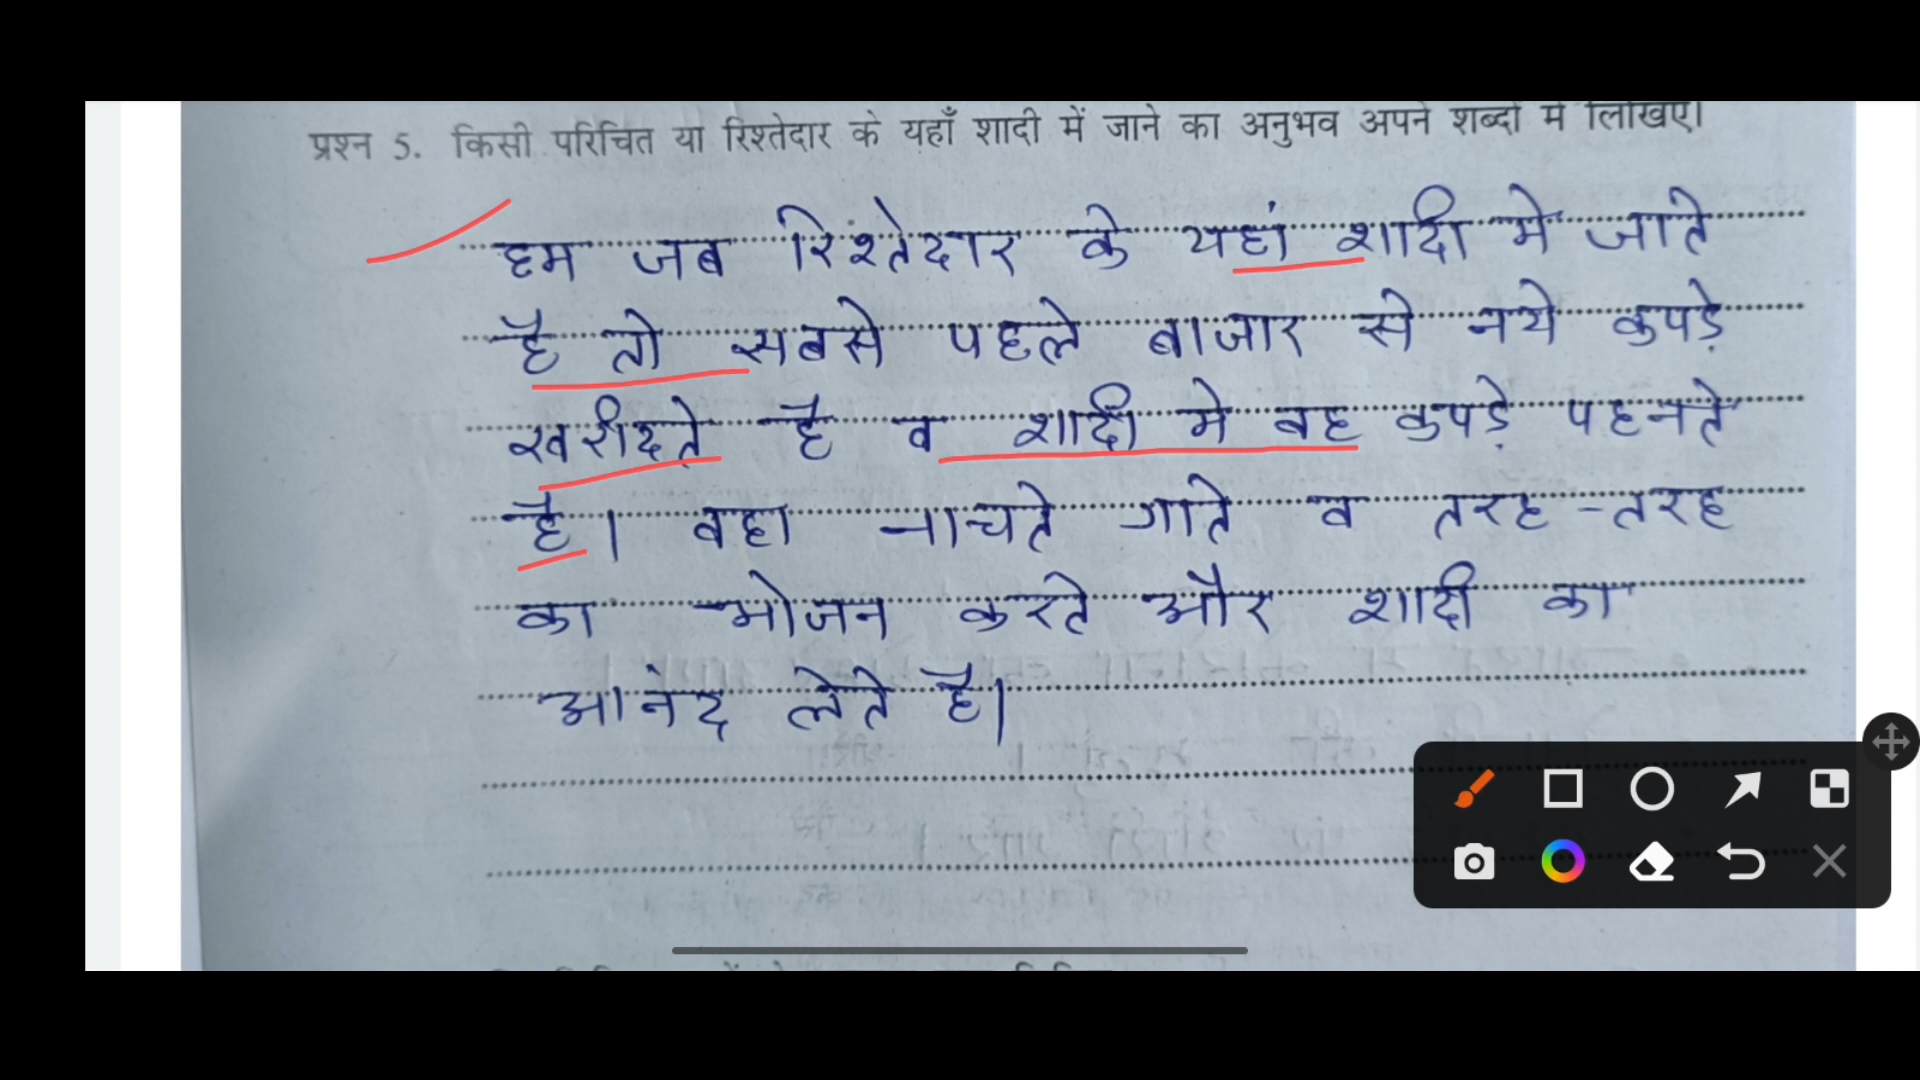 प्रश्न 5. किसी परिचित या रिश्तेदार के यहाँ शादी में जाने का अनुभव अपने शब्दों में लिखिए।
हम जब रिश्तेदार के यहां शादी मे जाते
है तो सबसे पहले बाजार से नये कपड़े
खरीदते है व शादी मे वह कपड़े पहनते
है। वहा नाचते गाते व तरह-तरह
का भोजन करते और शादी का
आनंद लेते है।